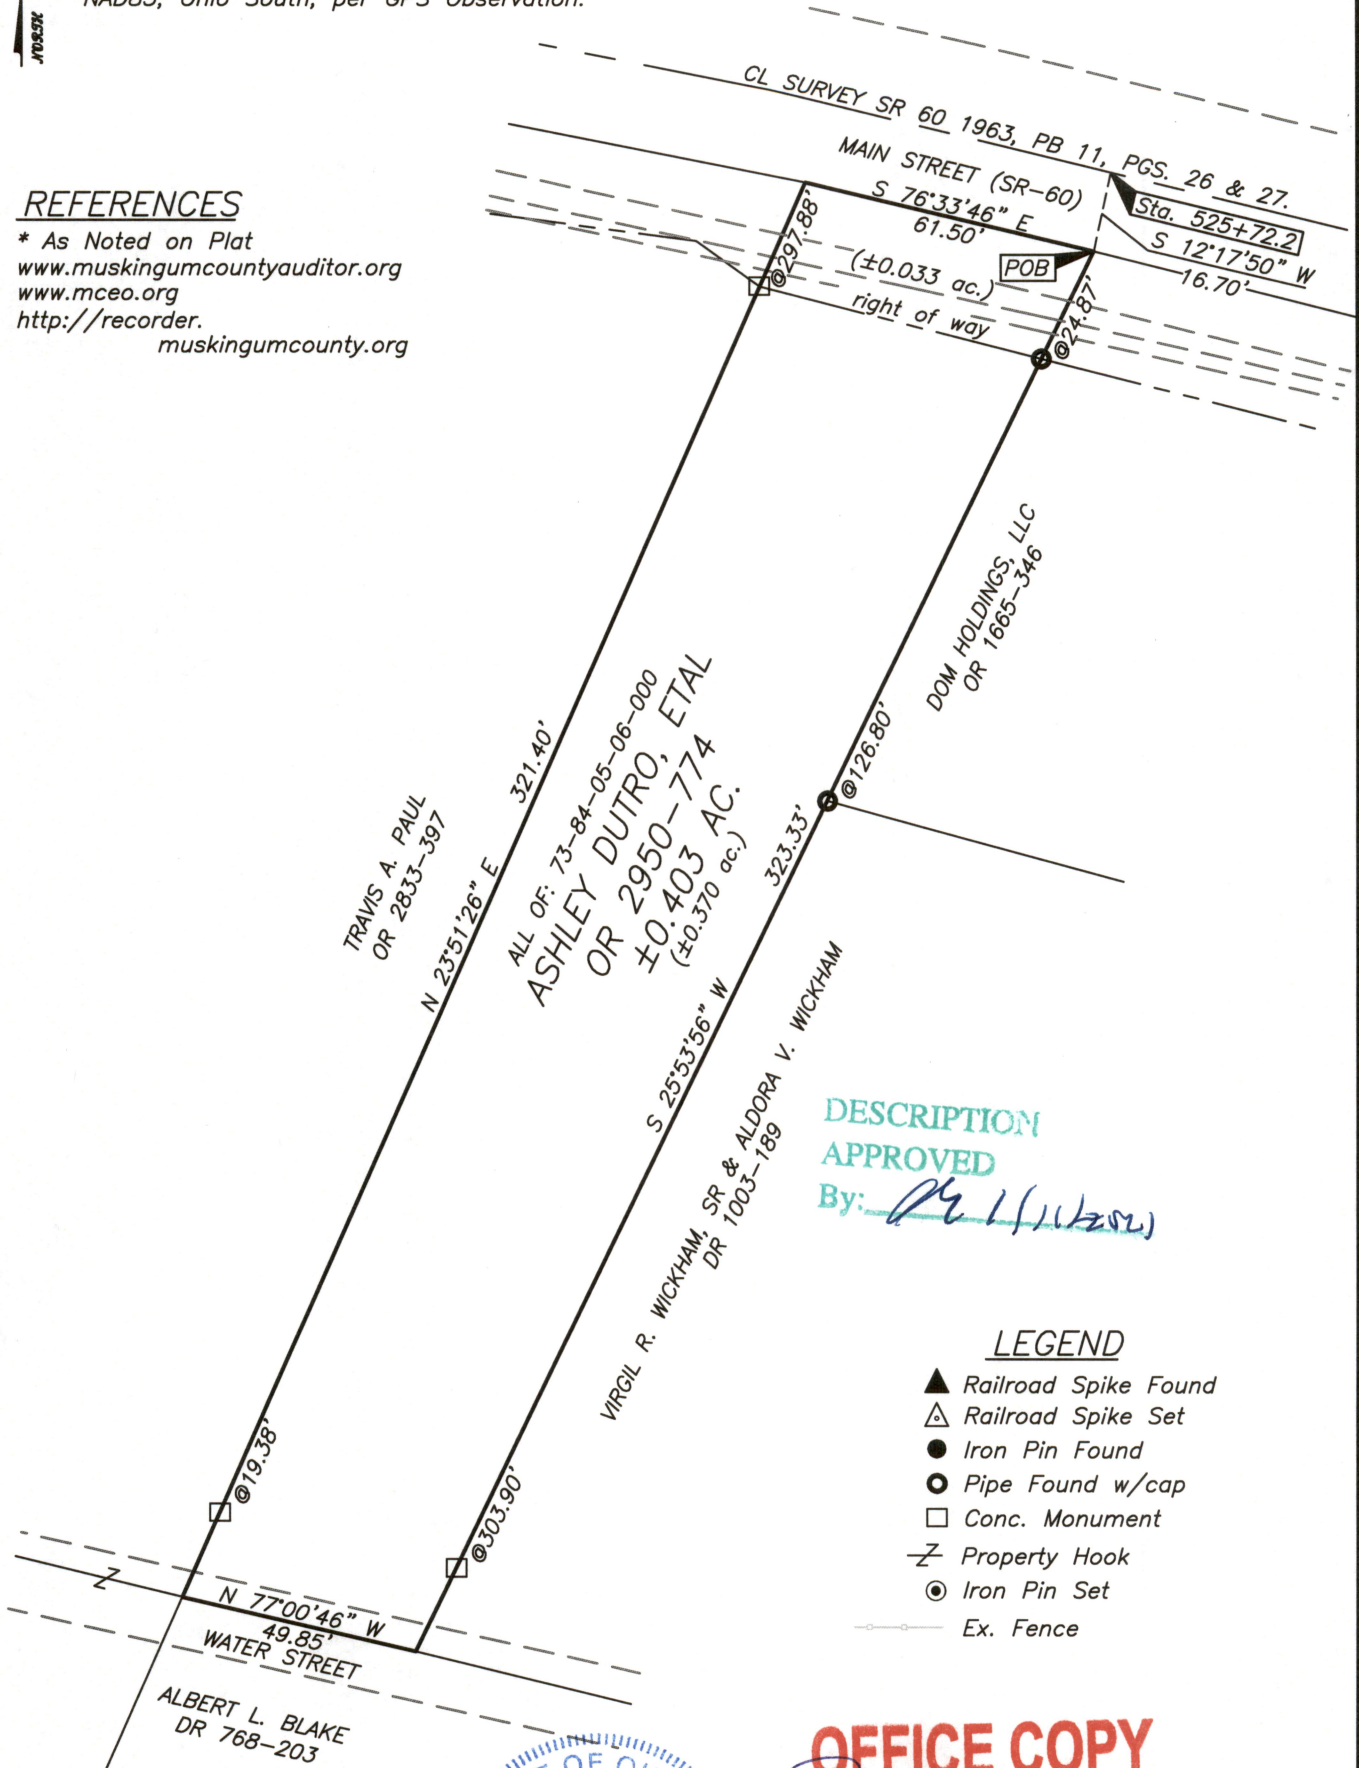 NAD83, Ohio South, per GPS Observation.
NORTH
REFERENCES
* As Noted on Plat
www.muskingumcountyauditor.org
www.mceo.org
http://recorder.
muskingumcounty.org
CL SURVEY SR 60 1963, PB 11, PGS. 26 & 27.
MAIN STREET (SR-60)
S 76°33'46" E
61.50'
Sta. 525+72.2
S 12°17'50" W
16.70'
POB
(±0.033 ac.)
right of way
@297.88'
@24.87'
DOM HOLDINGS, LLC
OR 1665-346
321.40'
N 23°51'26" E
TRAVIS A. PAUL
OR 2833-397
ALL OF: 73-84-05-06-000
ASHLEY DUTRO, ETAL
OR 2950-774
±0.403 AC.
(±0.370 ac.)
@126.80'
323.33'
S 25°53'56" W
VIRGIL R. WICKHAM, SR & ALDORA V. WICKHAM
DR 1003-189
DESCRIPTION
APPROVED
By:
LEGEND
Railroad Spike Found
Railroad Spike Set
Iron Pin Found
Pipe Found w/cap
Conc. Monument
Z Property Hook
Iron Pin Set
Ex. Fence
@19.38'
@303.90'
Z
N 77°00'46" W
49.85'
WATER STREET
ALBERT L. BLAKE
DR 768-203
OFFICE COPY